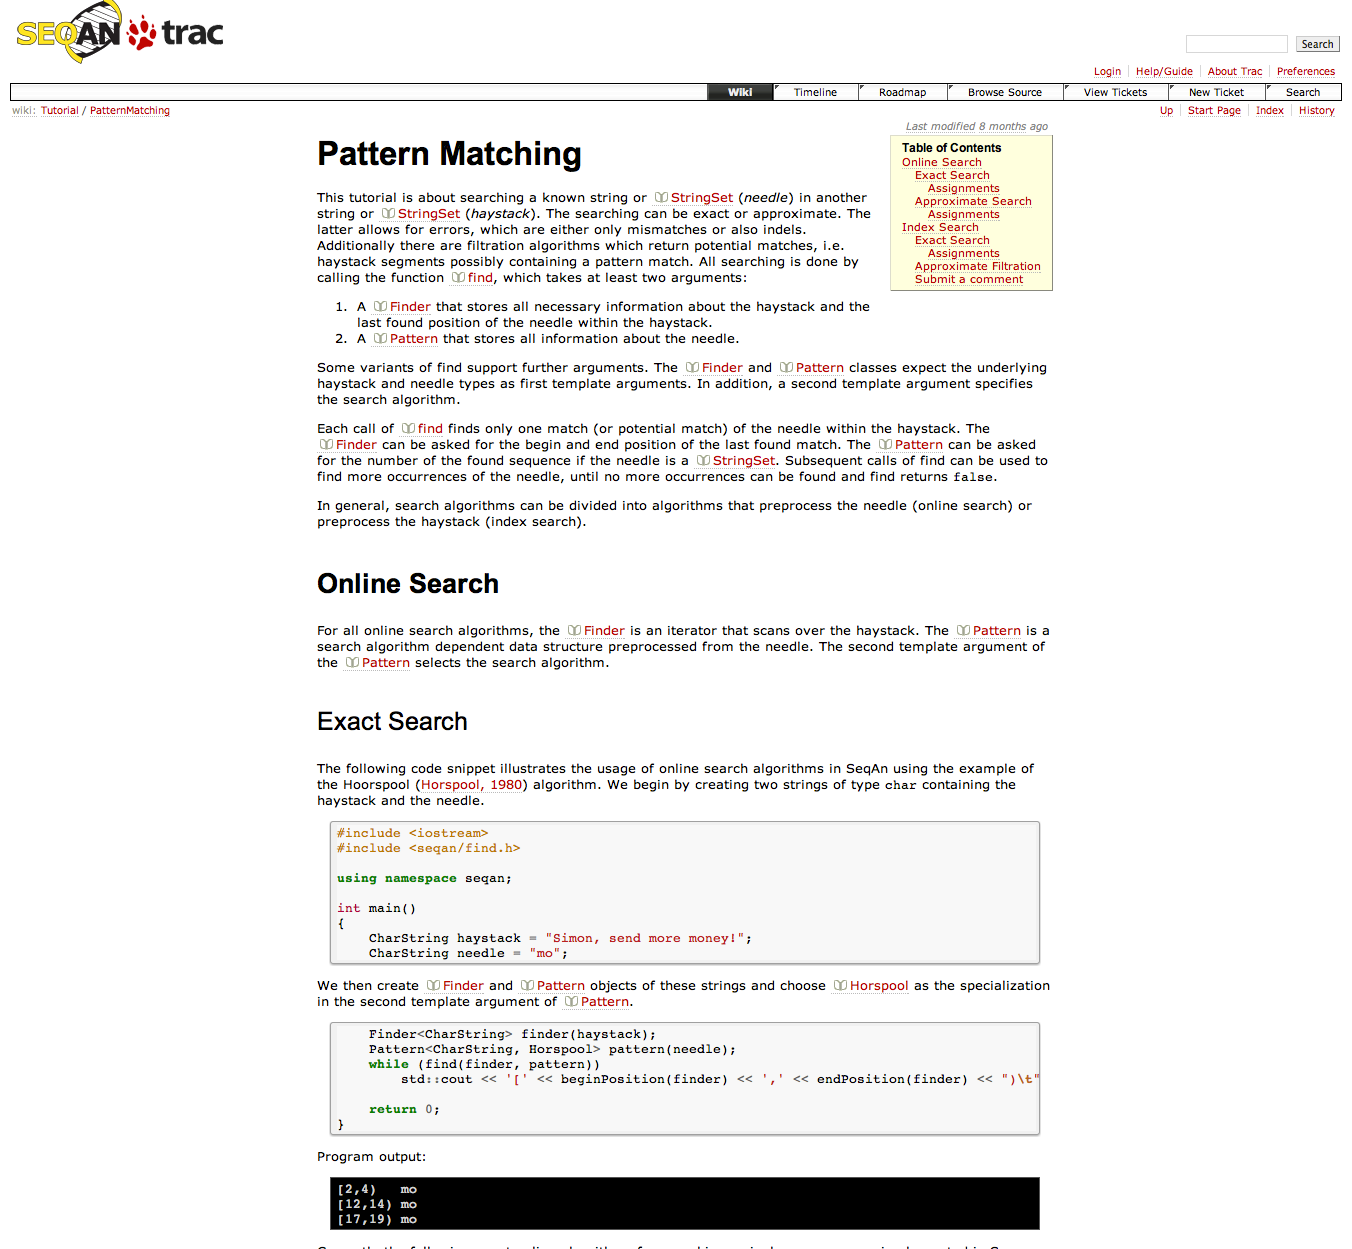 SEQAN trac
Search
Login Help/Guide About Trac Preferences
Wiki Timeline Roadmap Browse Source View Tickets New Ticket Search
wiki: Tutorial / PatternMatching
Up Start Page Index History
Last modified 8 months ago
Pattern Matching
Table of Contents
Online Search
Exact Search
Assignments
Approximate Search
Assignments
Index Search
Exact Search
Assignments
Approximate Filtration
Submit a comment
This tutorial is about searching a known string or StringSet (needle) in another
string or StringSet (haystack). The searching can be exact or approximate. The
latter allows for errors, which are either only mismatches or also indels.
Additionally there are filtration algorithms which return potential matches, i.e.
haystack segments possibly containing a pattern match. All searching is done by
calling the function find, which takes at least two arguments:
1. A Finder that stores all necessary information about the haystack and the
last found position of the needle within the haystack.
2. A Pattern that stores all information about the needle.
Some variants of find support further arguments. The Finder and Pattern classes expect the underlying
haystack and needle types as first template arguments. In addition, a second template argument specifies
the search algorithm.
Each call of find finds only one match (or potential match) of the needle within the haystack. The
Finder can be asked for the begin and end position of the last found match. The Pattern can be asked
for the number of the found sequence if the needle is a StringSet. Subsequent calls of find can be used to
find more occurrences of the needle, until no more occurrences can be found and find returns false.
In general, search algorithms can be divided into algorithms that preprocess the needle (online search) or
preprocess the haystack (index search).
Online Search
For all online search algorithms, the Finder is an iterator that scans over the haystack. The Pattern is a
search algorithm dependent data structure preprocessed from the needle. The second template argument of
the Pattern selects the search algorithm.
Exact Search
The following code snippet illustrates the usage of online search algorithms in SeqAn using the example of
the Hoorspool (Horspool, 1980) algorithm. We begin by creating two strings of type char containing the
haystack and the needle.
#include <iostream>
#include <seqan/find.h>
using namespace seqan;
int main()
{
CharString haystack = "Simon, send more money!";
CharString needle = "mo";
We then create Finder and Pattern objects of these strings and choose Horspool as the specialization
in the second template argument of Pattern.
Finder<CharString> finder(haystack);
Pattern<CharString, Horspool> pattern(needle);
while (find(finder, pattern))
std::cout << '[' << beginPosition(finder) << ',' << endPosition(finder) << ")\t"
return 0;
}
Program output:
[2,4) mo
[12,14) mo
[17,19) mo